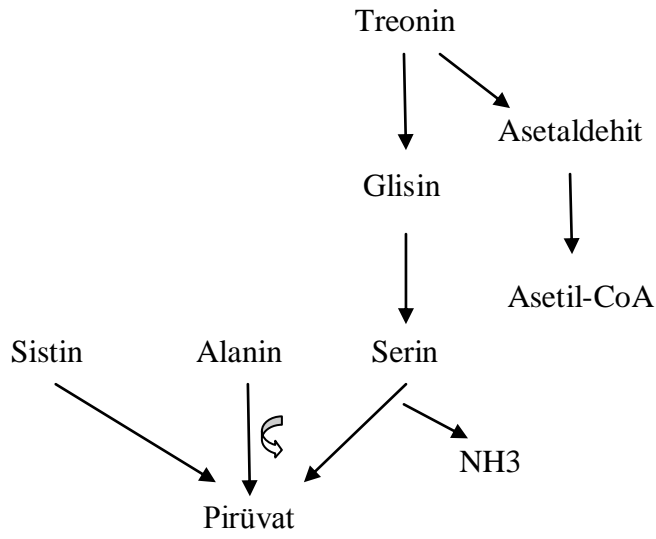 Treonin
Asetaldehit
Glisin
Asetil-CoA
Sistin Alanin Serin
NH3
Pirüvat